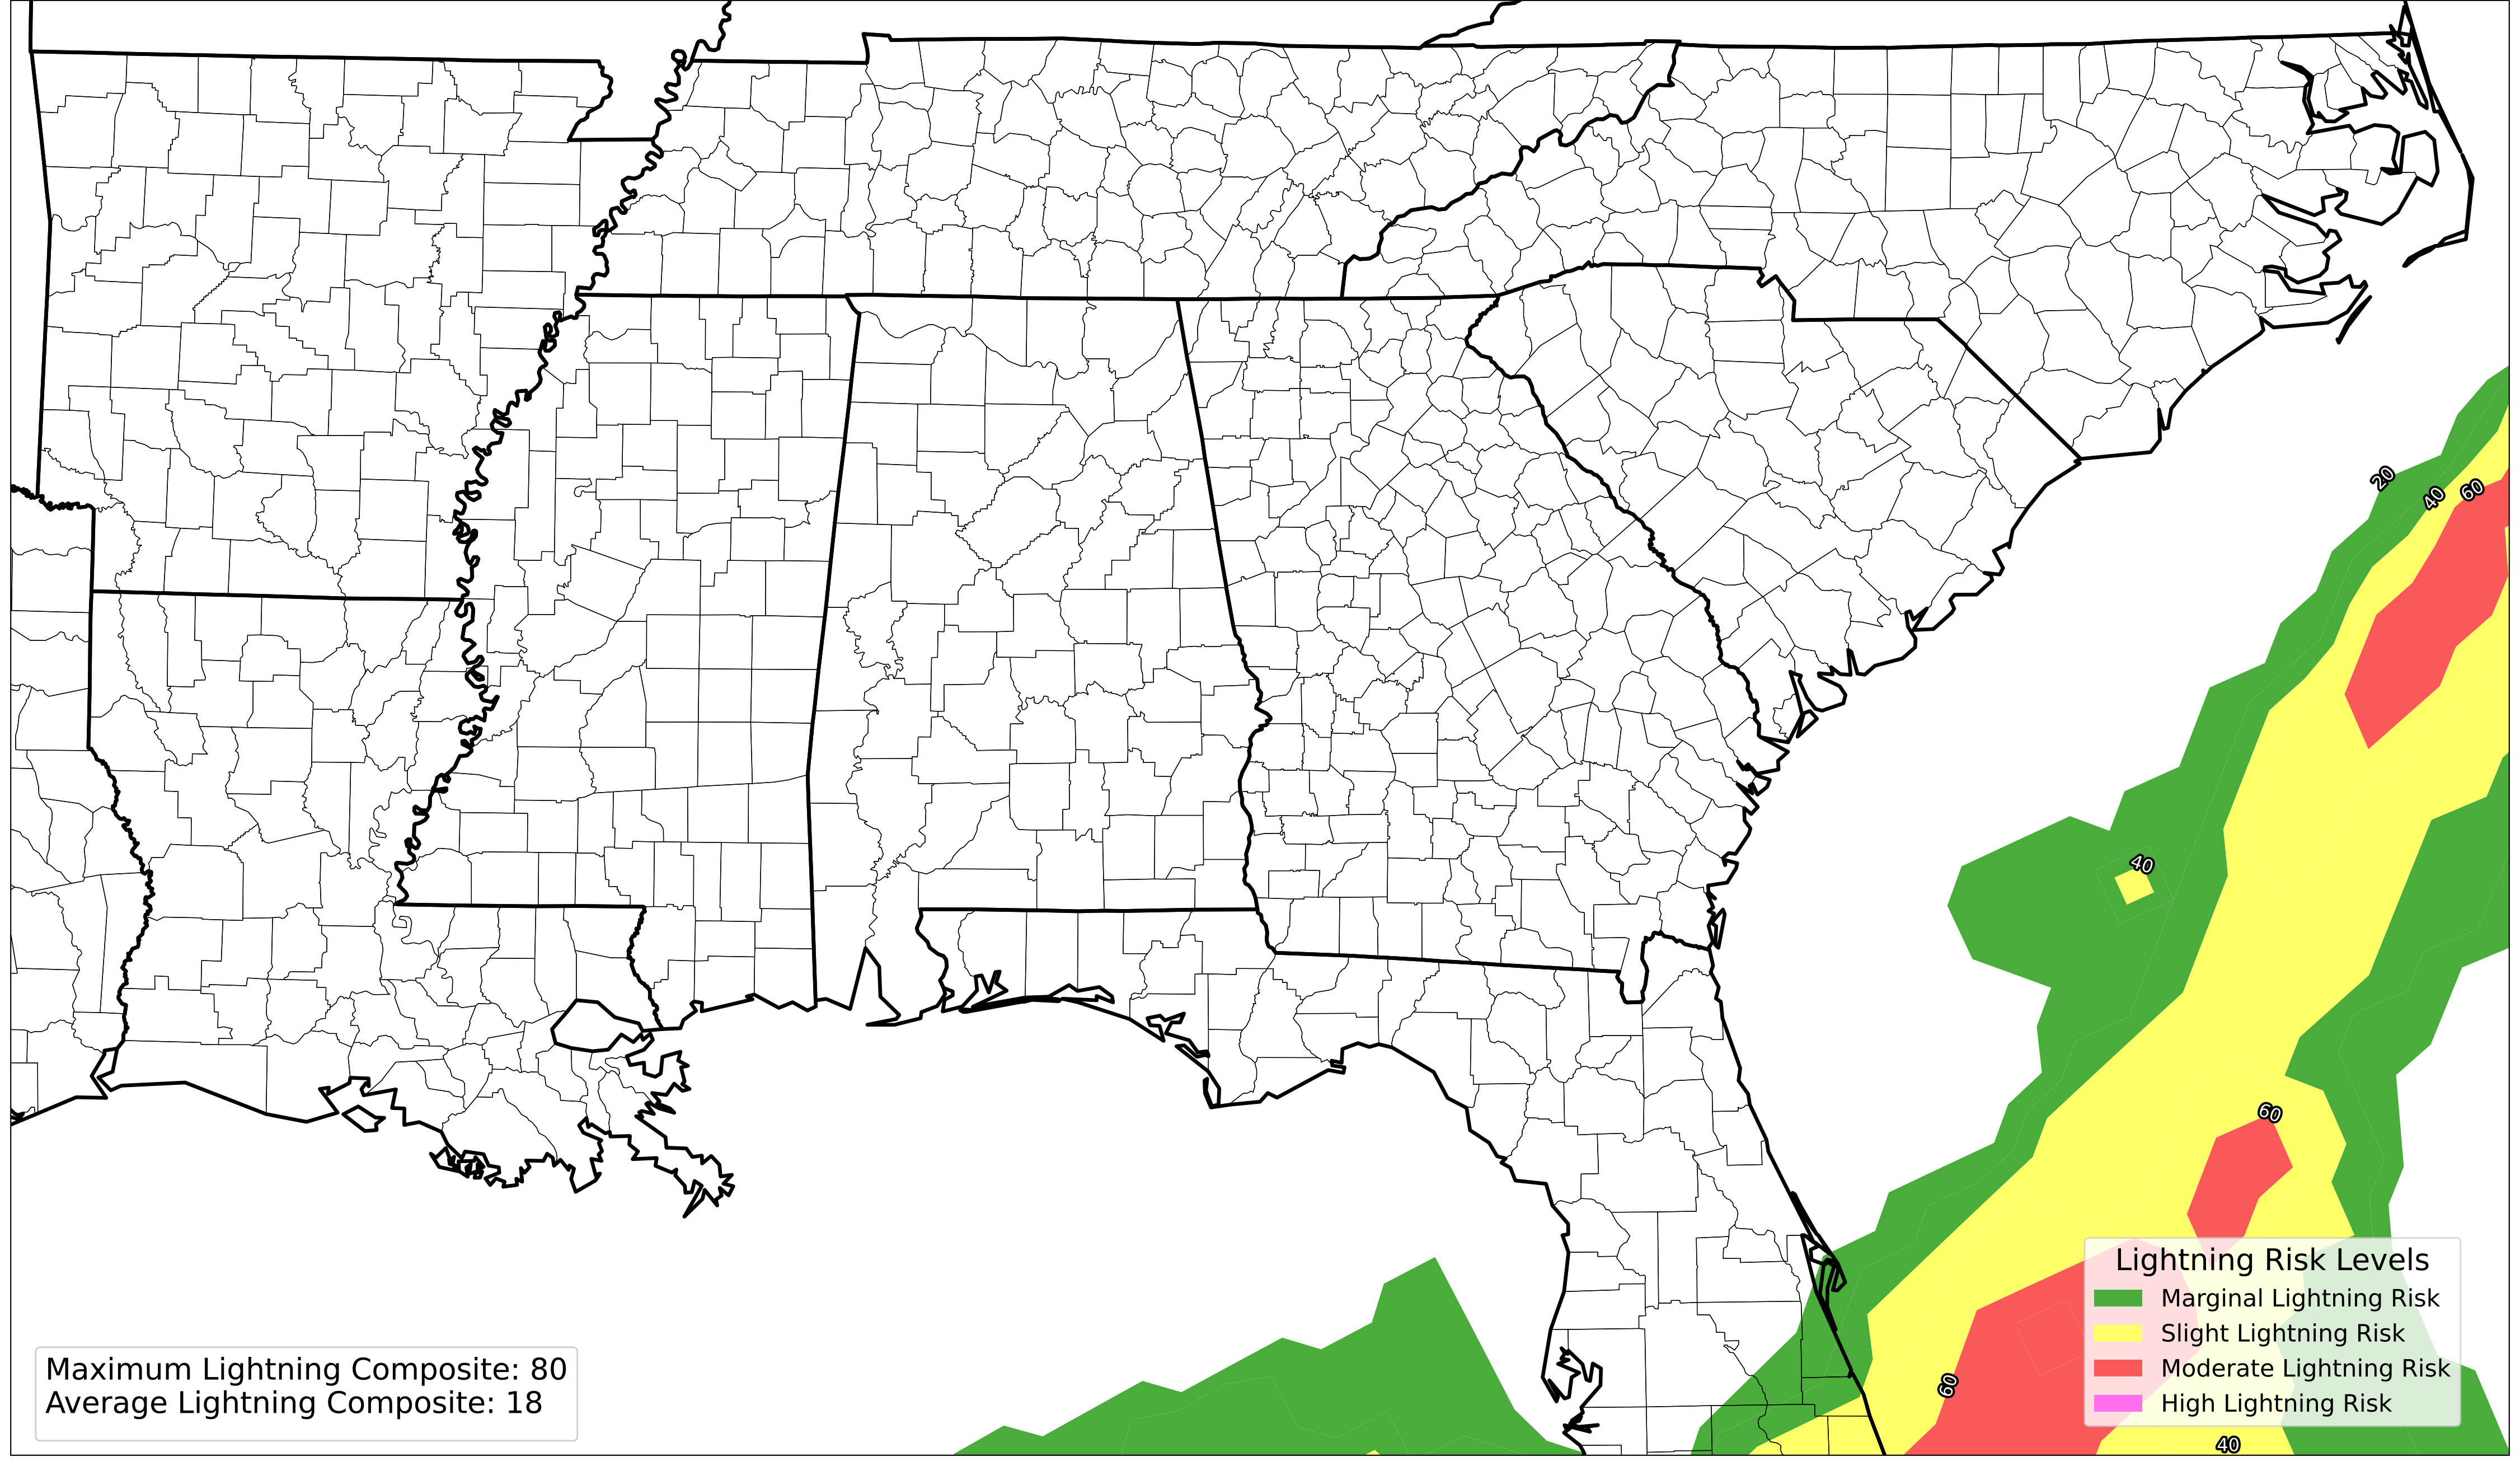 20
40
60
40
60
Lightning Risk Levels
Marginal Lightning Risk
Slight Lightning Risk
Moderate Lightning Risk
High Lightning Risk
60
Maximum Lightning Composite: 80
Average Lightning Composite: 18
40